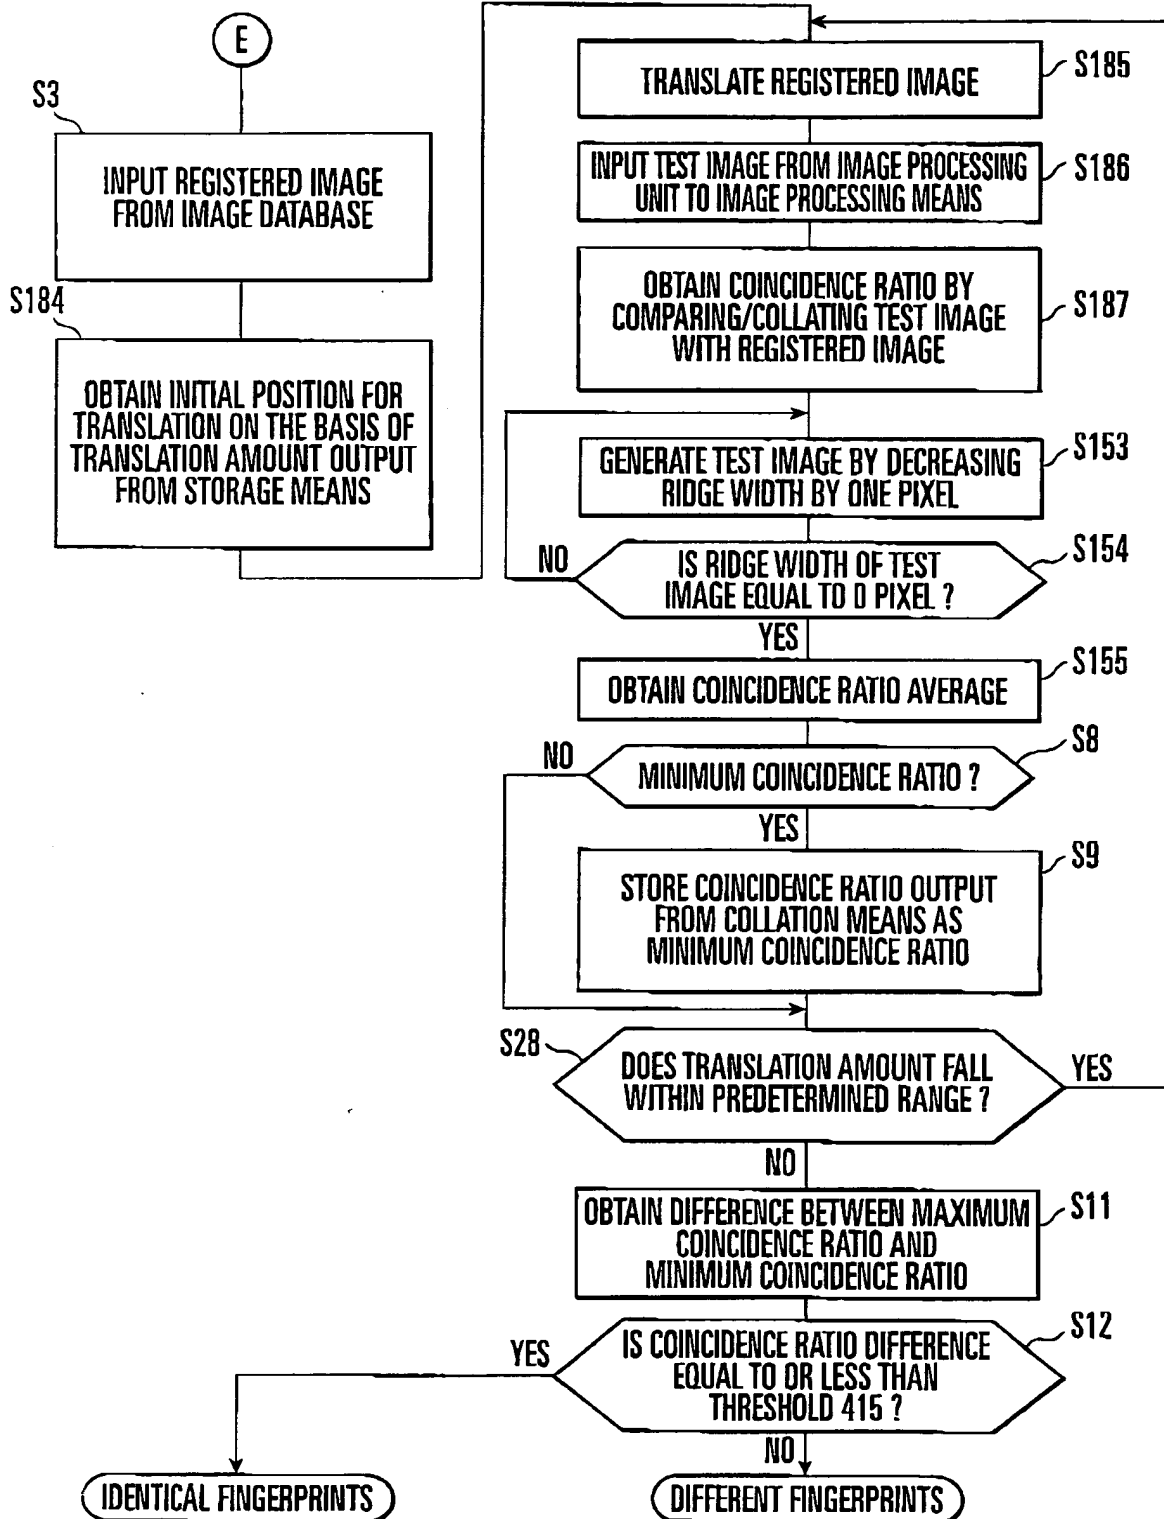 E
S3
INPUT REGISTERED IMAGE
FROM IMAGE DATABASE
S184
OBTAIN INITIAL POSITION FOR
TRANSLATION ON THE BASIS OF
TRANSLATION AMOUNT OUTPUT
FROM STORAGE MEANS
S185
TRANSLATE REGISTERED IMAGE
S186
INPUT TEST IMAGE FROM IMAGE PROCESSING
UNIT TO IMAGE PROCESSING MEANS
S187
OBTAIN COINCIDENCE RATIO BY
COMPARING/COLLATING TEST IMAGE
WITH REGISTERED IMAGE
S153
GENERATE TEST IMAGE BY DECREASING
RIDGE WIDTH BY ONE PIXEL
S154
NO
IS RIDGE WIDTH OF TEST
IMAGE EQUAL TO 0 PIXEL ?
YES
S155
OBTAIN COINCIDENCE RATIO AVERAGE
S8
NO
MINIMUM COINCIDENCE RATIO ?
YES
S9
STORE COINCIDENCE RATIO OUTPUT
FROM COLLATION MEANS AS
MINIMUM COINCIDENCE RATIO
S28
DOES TRANSLATION AMOUNT FALL
WITHIN PREDETERMINED RANGE ?
YES
NO
S11
OBTAIN DIFFERENCE BETWEEN MAXIMUM
COINCIDENCE RATIO AND
MINIMUM COINCIDENCE RATIO
S12
YES
IS COINCIDENCE RATIO DIFFERENCE
EQUAL TO OR LESS THAN
THRESHOLD 415 ?
NO
IDENTICAL FINGERPRINTS
DIFFERENT FINGERPRINTS